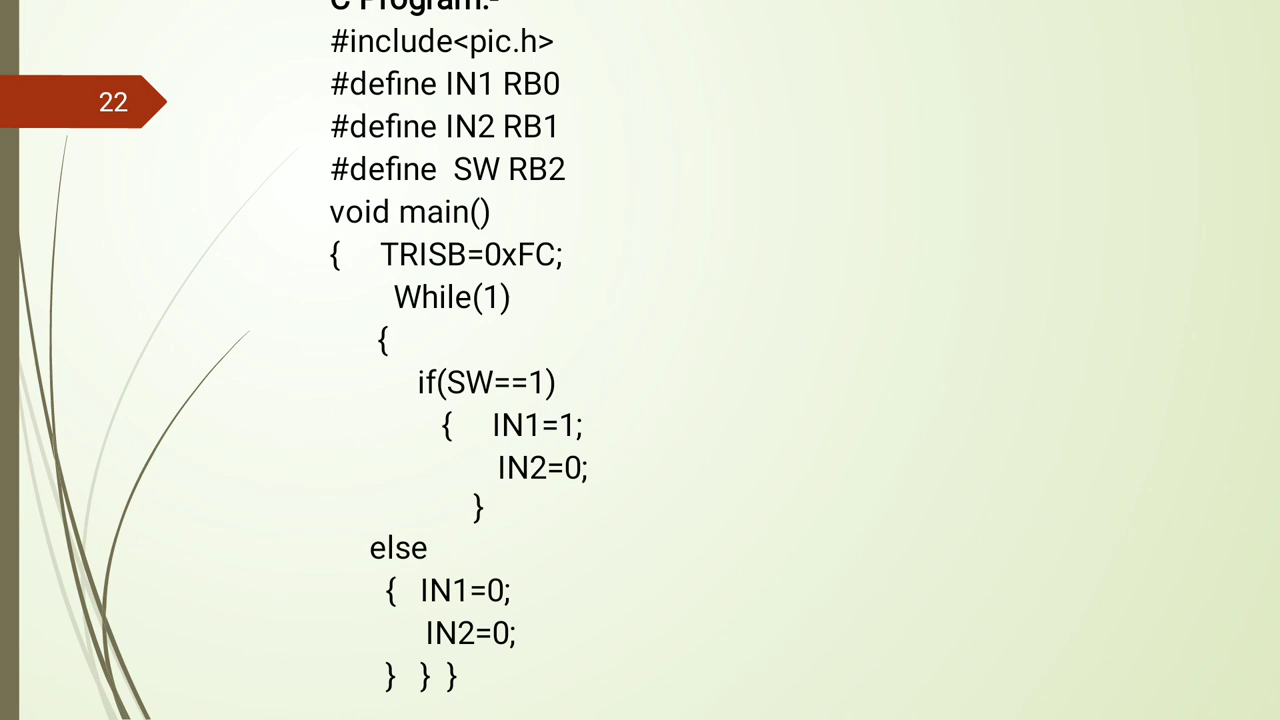 C Program:-
#include<pic.h>
22
#define IN1 RB0
#define IN2 RB1
#define  SW RB2
void main()
{     TRISB=0xFC;
While(1)
{
if(SW==1)
{     IN1=1;
IN2=0;
}
else
{   IN1=0;
IN2=0;
}   }  }